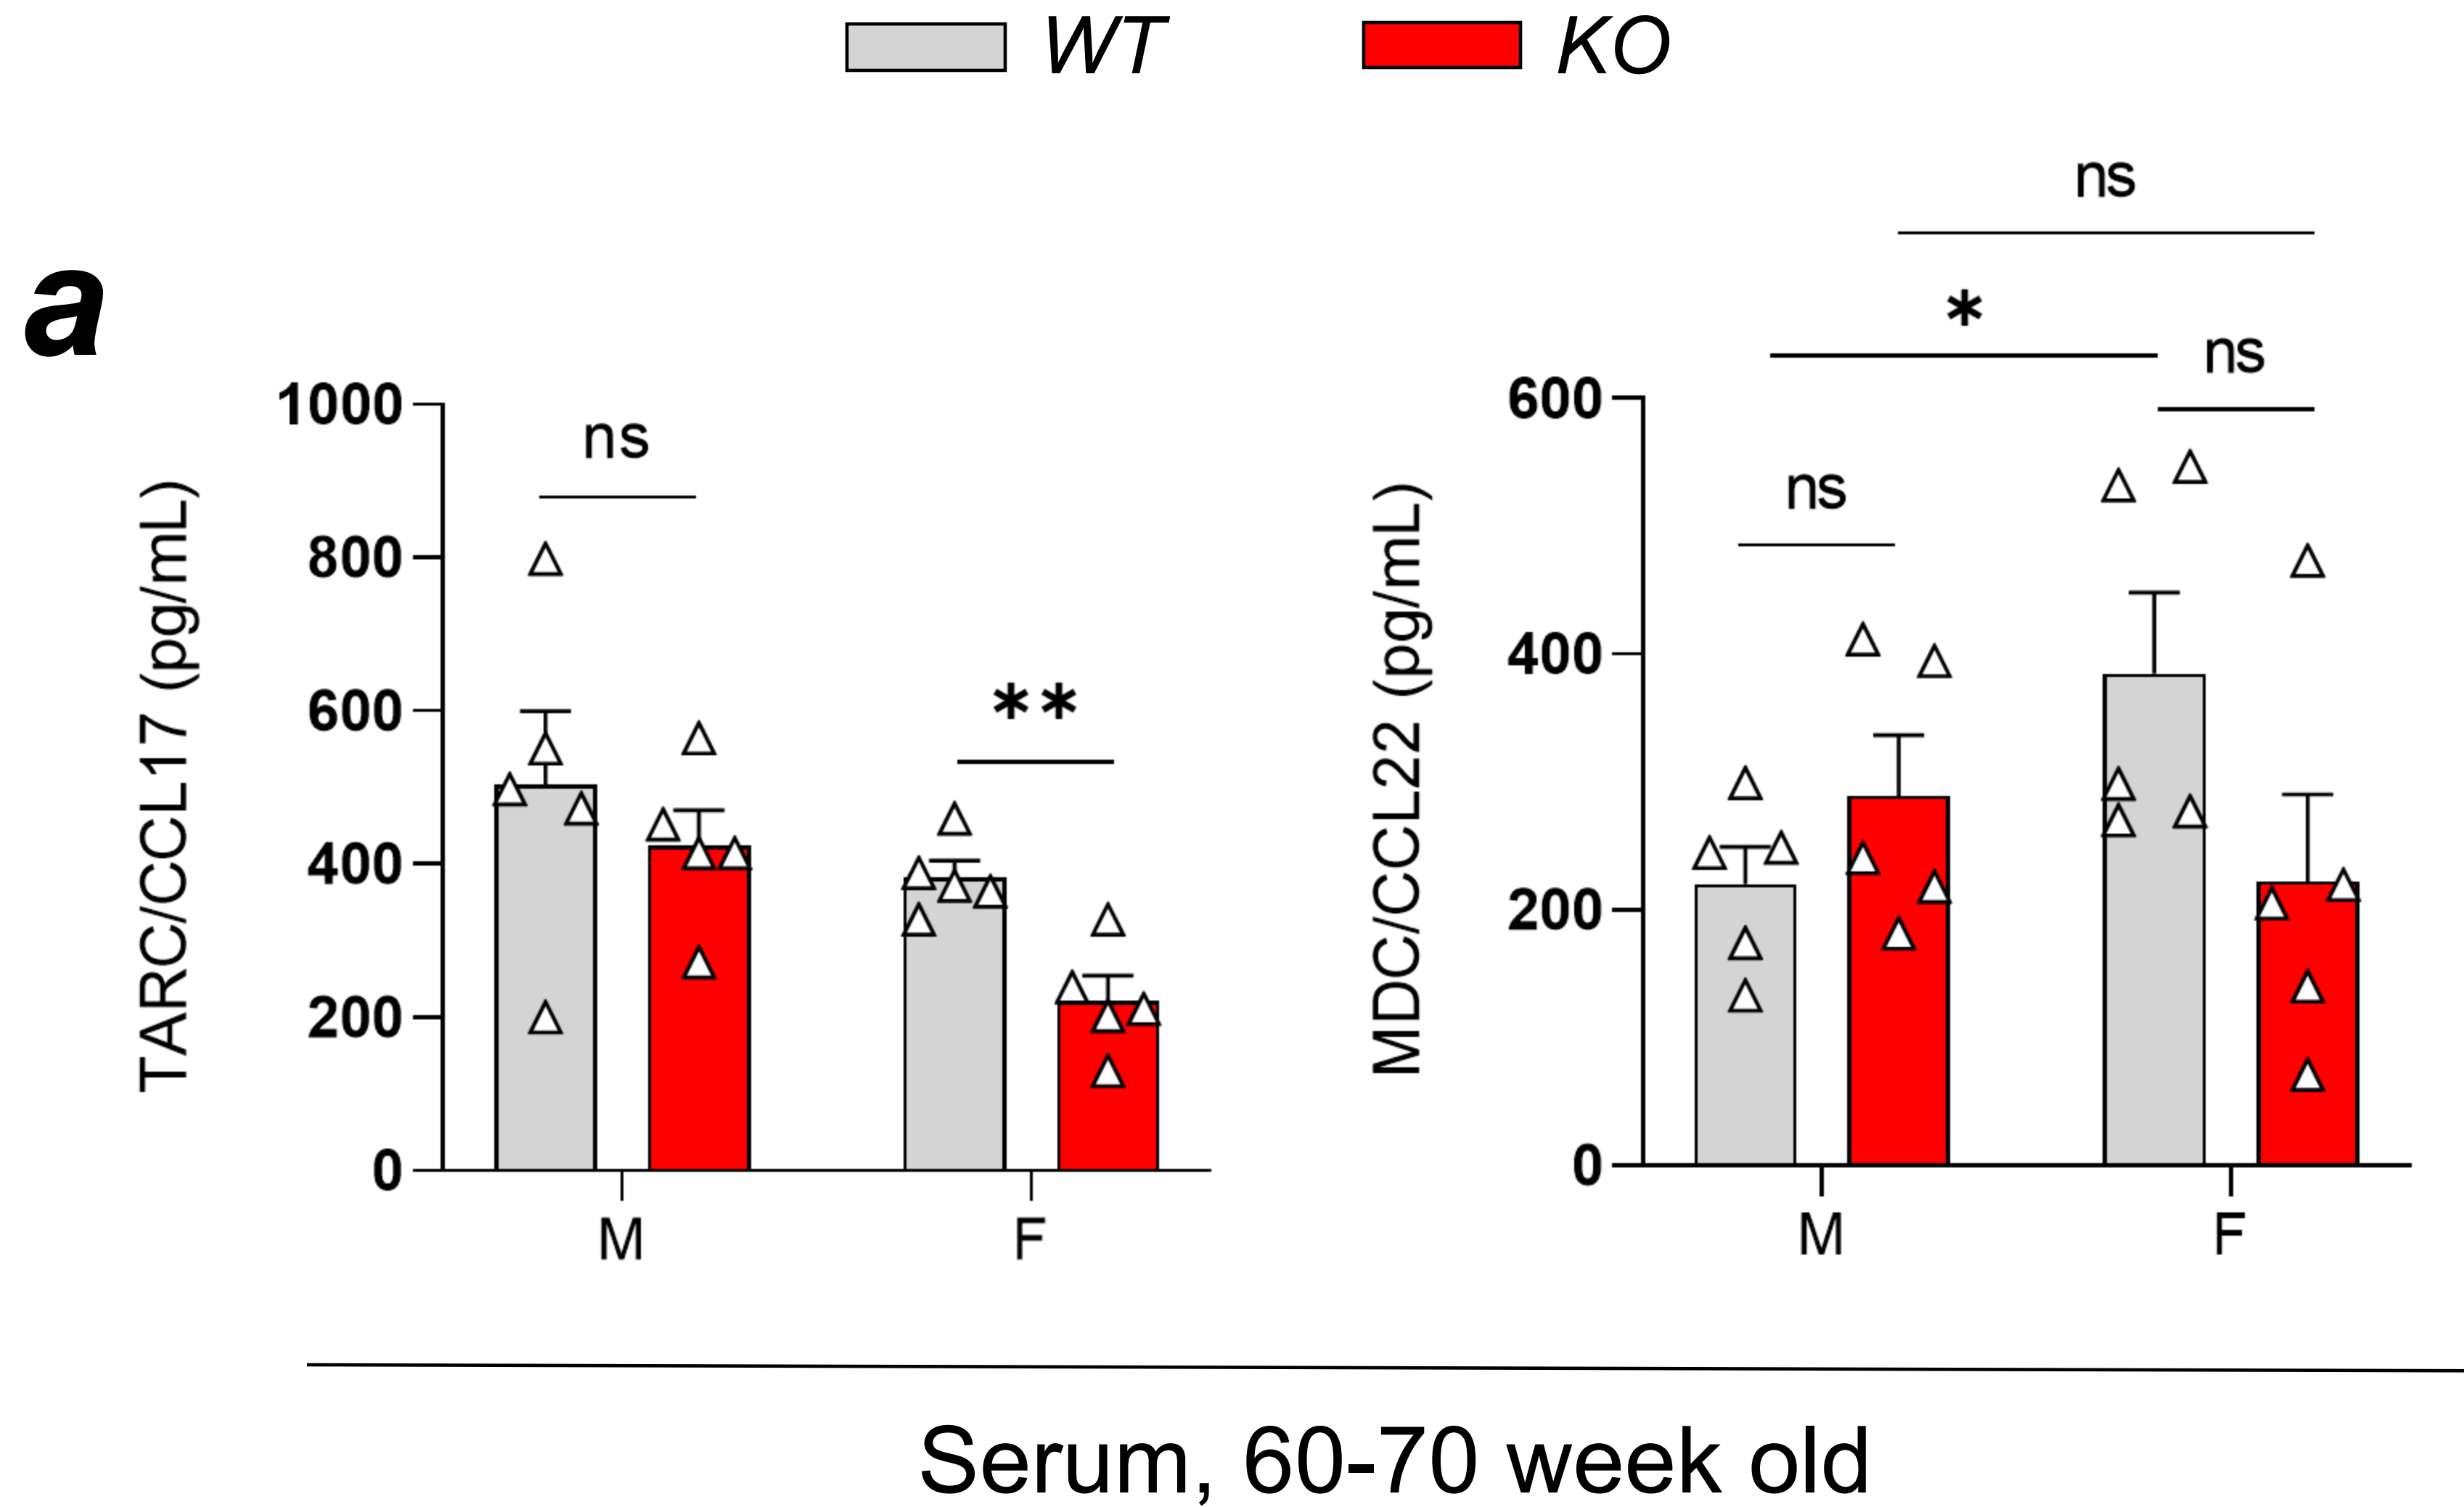 WT
KO
a
TARC/CCL17 (pg/mL)
1000
800
600
400
200
0
ns
**
M
F
MDC/CCL22 (pg/mL)
600
400
200
0
ns
*
ns
ns
M
F
Serum, 60-70 week old